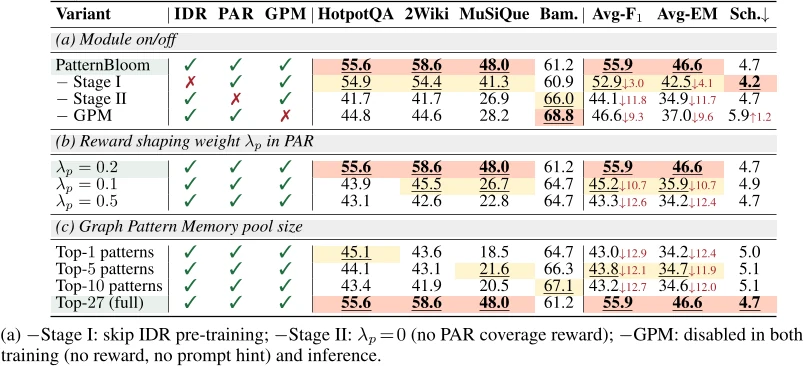 Variant IDR PAR GPM HotpotQA 2Wiki MuSiQue Bam. Avg-F₁ Avg-EM Sch.↓
(a) Module on/off
PatternBloom ✓ ✓ ✓ 55.6 58.6 48.0 61.2 55.9 46.6 4.7
− Stage I ✗ ✓ ✓ 54.9 54.4 41.3 60.9 52.9↓3.0 42.5↓4.1 4.2
− Stage II ✓ ✗ ✓ 41.7 41.7 26.9 66.0 44.1↓11.8 34.9↓11.7 4.7
− GPM ✓ ✓ ✗ 44.8 44.6 28.2 68.8 46.6↓9.3 37.0↓9.6 5.9↑1.2
(b) Reward shaping weight λp in PAR
λp = 0.2 ✓ ✓ ✓ 55.6 58.6 48.0 61.2 55.9 46.6 4.7
λp = 0.1 ✓ ✓ ✓ 43.9 45.5 26.7 64.7 45.2↓10.7 35.9↓10.7 4.9
λp = 0.5 ✓ ✓ ✓ 43.1 42.6 22.8 64.7 43.3↓12.6 34.2↓12.4 4.7
(c) Graph Pattern Memory pool size
Top-1 patterns ✓ ✓ ✓ 45.1 43.6 18.5 64.7 43.0↓12.9 34.2↓12.4 5.0
Top-5 patterns ✓ ✓ ✓ 44.1 43.1 21.6 66.3 43.8↓12.1 34.7↓11.9 5.1
Top-10 patterns ✓ ✓ ✓ 43.4 41.9 20.5 67.1 43.2↓12.7 34.6↓12.0 5.1
Top-27 (full) ✓ ✓ ✓ 55.6 58.6 48.0 61.2 55.9 46.6 4.7
(a) −Stage I: skip IDR pre-training; −Stage II: λp = 0 (no PAR coverage reward); −GPM: disabled in both
training (no reward, no prompt hint) and inference.